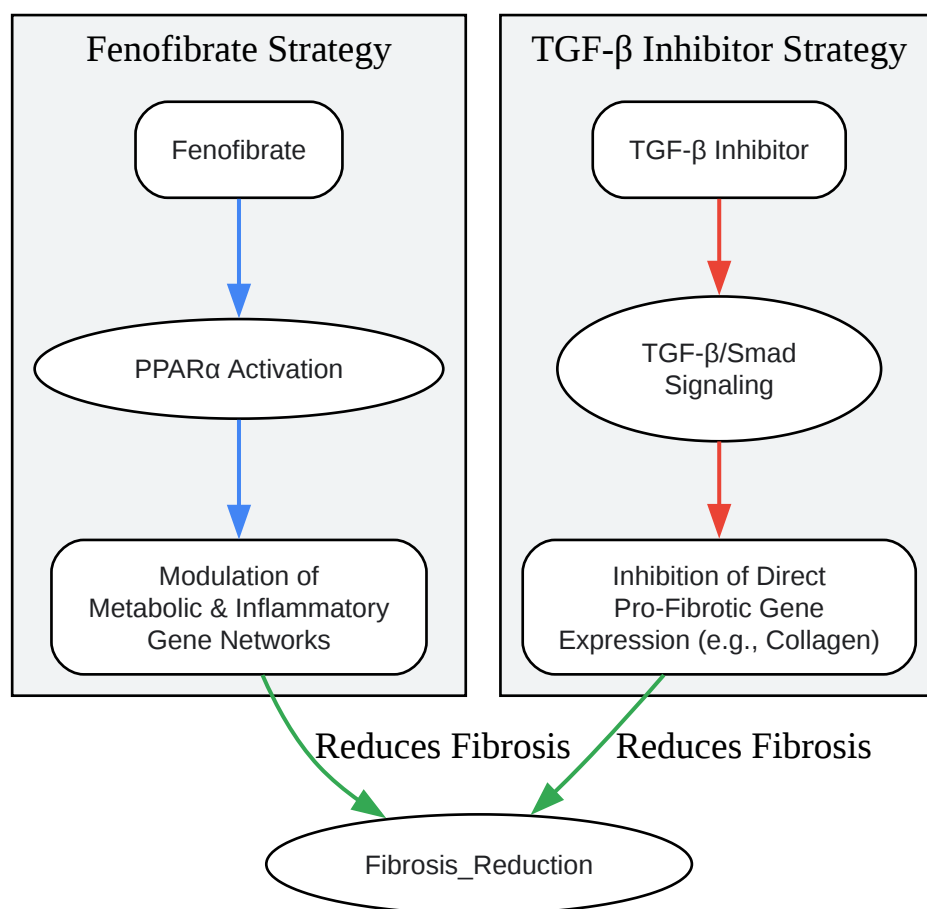 Fenofibrate Strategy
Fenofibrate
PPARα Activation
Modulation of
Metabolic & Inflammatory
Gene Networks
TGF-β Inhibitor Strategy
TGF-β Inhibitor
TGF-β/Smad
Signaling
Inhibition of Direct
Pro-Fibrotic Gene
Expression (e.g., Collagen)
Reduces Fibrosis
Reduces Fibrosis
Fibrosis_Reduction